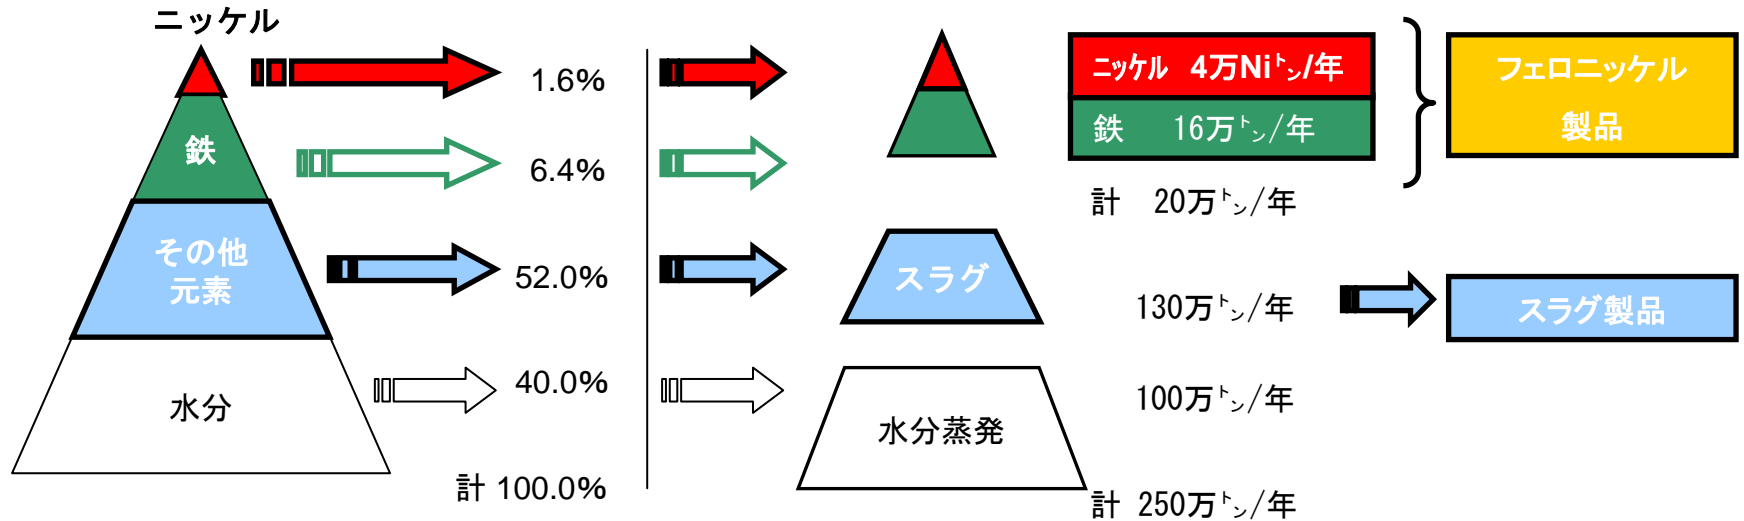 ニッケル
鉄
その他
元素
水分
1.6%
6.4%
52.0%
40.0%
計 100.0%
スラグ
水分蒸発
ニッケル 4万Niトン/年
鉄 16万トン/年
計 20万トン/年
130万トン/年
100万トン/年
計 250万トン/年
フェロニッケル
製品
スラグ製品